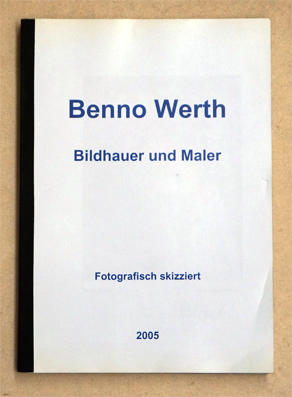 Benno Werth
Bildhauer und Maler
Fotografisch skizziert
2005